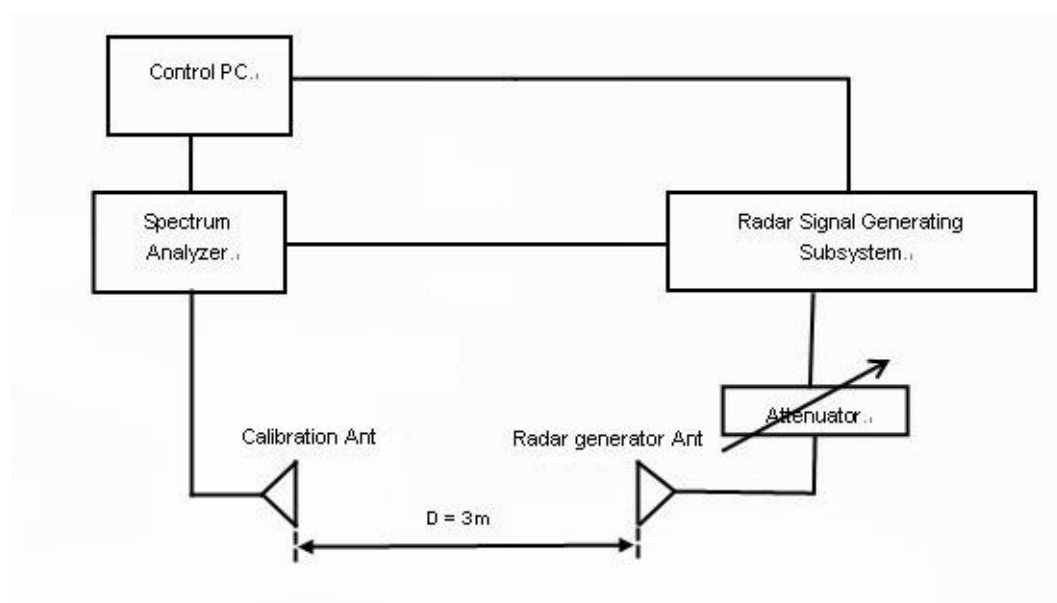 Control PC.
Spectrum
Analyzer.
Radar Signal Generating
Subsystem.
Attenuator.
Calibration Ant
Radar generator Ant
D = 3m